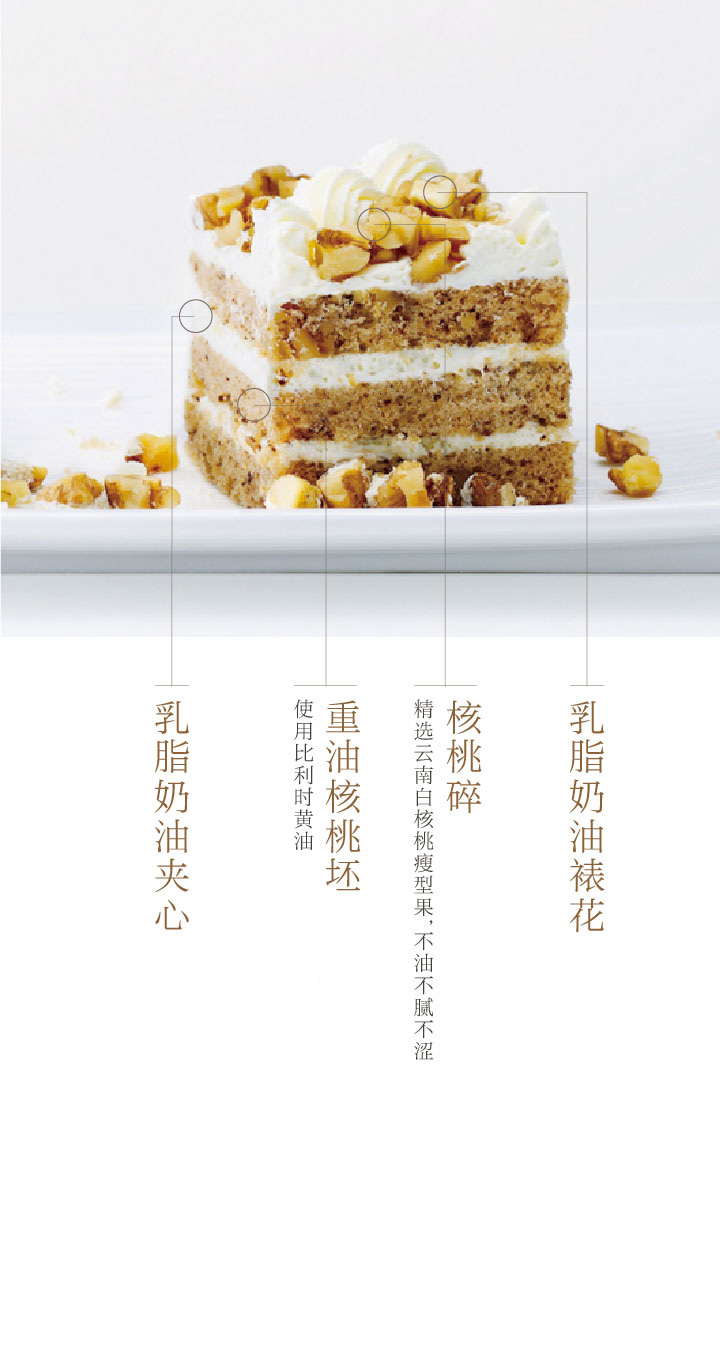 乳脂奶油裱花
核桃碎
精选云南白核桃瘦型果，不油不腻不涩
重油核桃坯
使用比利时黄油
乳脂奶油夹心